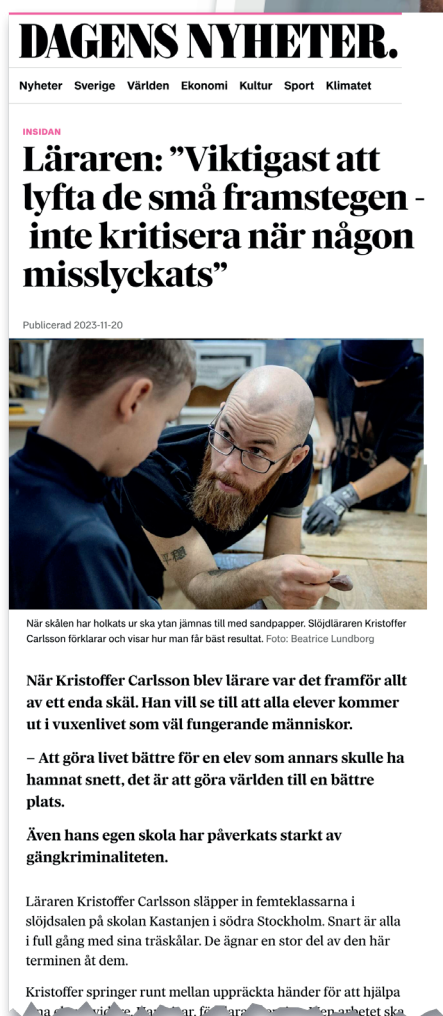 DAGENS NYHETER.
Nyheter Sverige Världen Ekonomi Kultur Sport Klimatet
INSIDAN
Läraren: ”Viktigast att
lyfta de små framstegen -
inte kritisera när någon
misslyckats”
Publicerad 2023-11-20
När skålen har holkats ur ska ytan jämnas till med sandpapper. Slöjdläraren Kristoffer
Carlsson förklarar och visar hur man får bäst resultat. Foto: Beatrice Lundborg
När Kristoffer Carlsson blev lärare var det framför allt
av ett enda skäl. Han vill se till att alla elever kommer
ut i vuxenlivet som väl fungerande människor.
– Att göra livet bättre för en elev som annars skulle ha
hamnat snett, det är att göra världen till en bättre
plats.
Även hans egen skola har påverkats starkt av
gängkriminaliteten.
Läraren Kristoffer Carlsson släpper in femteklassarna i
slöjdsalen på skolan Kastanjen i södra Stockholm. Snart är alla
i full gång med sina träskålar. De ägnar en stor del av den här
terminen åt dem.
Kristoffer springer runt mellan uppräckta händer för att hjälpa
arbetet ska